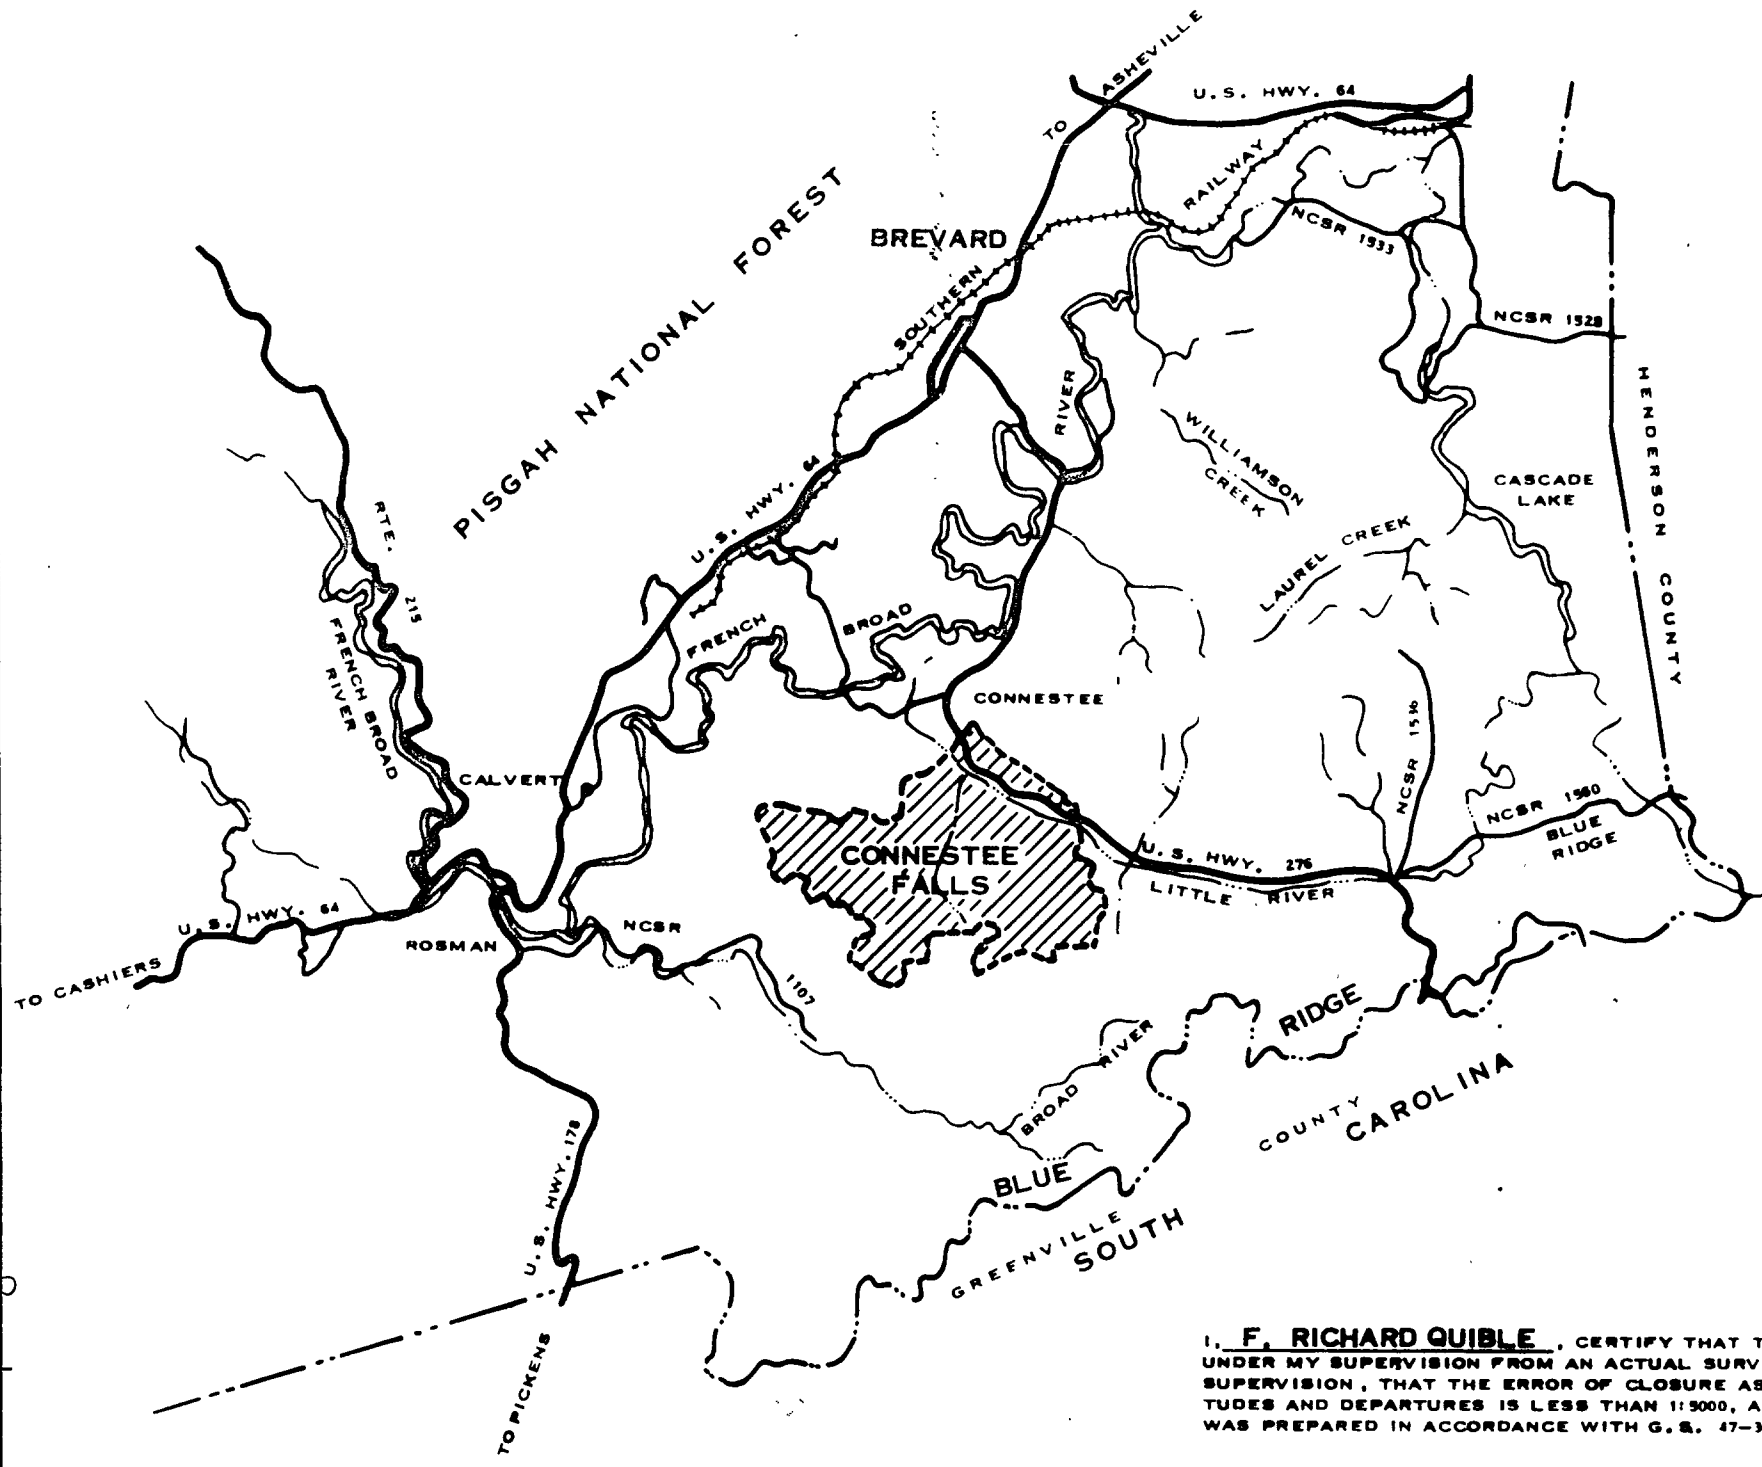 TO ASHEVILLE
U.S. HWY. 64
RAILWAY
NCSR 1933
BREVARD
SOUTHERN
PISGAH NATIONAL FOREST
NCSR 1528
HENDERSON COUNTY
RIVER
WILLIAMSON
CREEK
CASCADE
LAKE
U.S. HWY. 64
RTE. 215
LAUREL CREEK
FRENCH BROAD
FRENCH BROAD
RIVER
CONNESTEE
NCSR 1536
CALVERT
NCSR 1560
BLUE
RIDGE
CONNESTEE
FALLS
U.S. HWY. 276
LITTLE RIVER
U.S. HWY. 64
ROSMAN
NCSR 1107
TO CASHIERS
RIDGE
BROAD RIVER
COUNTY
CAROLINA
BLUE
GREENVILLE
SOUTH
U.S. HWY. 178
TO PICKENS
I, F. RICHARD QUIBLE, CERTIFY THAT T
UNDER MY SUPERVISION FROM AN ACTUAL SURV
SUPERVISION, THAT THE ERROR OF CLOSURE AS
TUDES AND DEPARTURES IS LESS THAN 1:5000, A
WAS PREPARED IN ACCORDANCE WITH G.S. 47-3